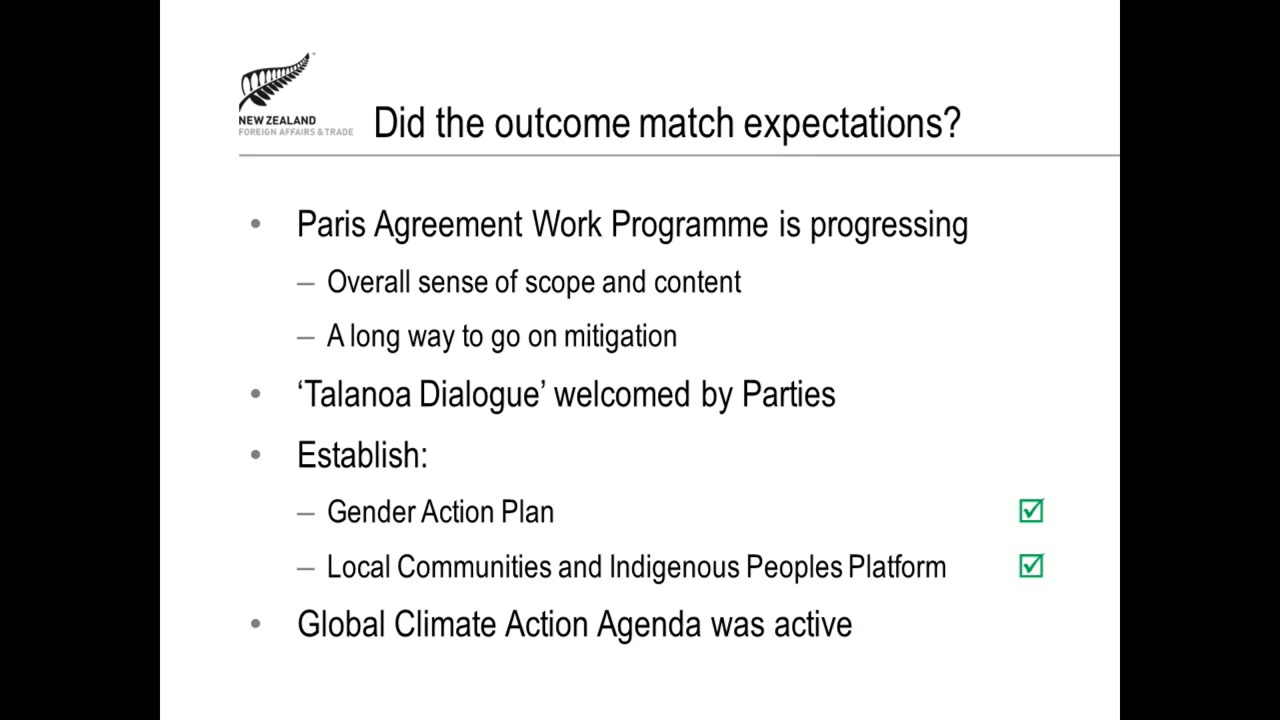 NEW ZEALAND
FOREIGN AFFAIRS & TRADE
Did the outcome match expectations?
• Paris Agreement Work Programme is progressing
– Overall sense of scope and content
– A long way to go on mitigation
• ‘Talanoa Dialogue’ welcomed by Parties
• Establish:
– Gender Action Plan ☑
– Local Communities and Indigenous Peoples Platform ☑
• Global Climate Action Agenda was active